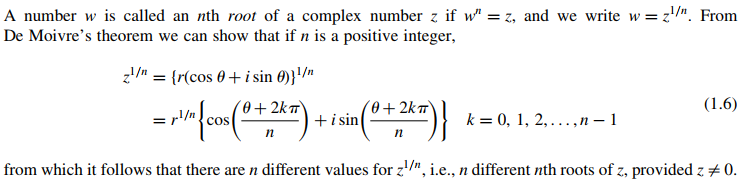 A number w is called an nth root of a complex number z if wⁿ = z, and we write w = z^{1/n}. From
De Moivre's theorem we can show that if n is a positive integer,
z^{1/n} = {r(cos θ + i sin θ)}^{1/n}
= r^{1/n} { cos( (θ + 2kπ)/n ) + i sin( (θ + 2kπ)/n ) } k = 0, 1, 2, . . . , n − 1 (1.6)
from which it follows that there are n different values for z^{1/n}, i.e., n different nth roots of z, provided z ≠ 0.